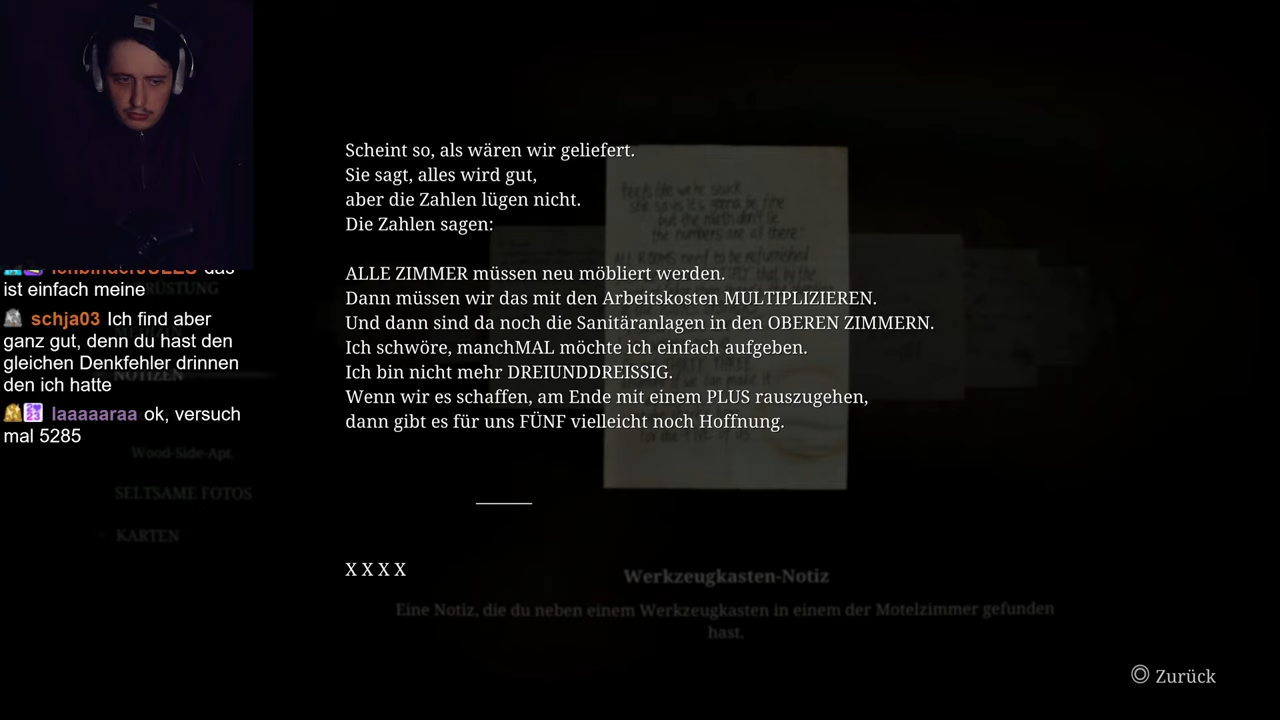 Scheint so, als wären wir geliefert.
Sie sagt, alles wird gut,
aber die Zahlen lügen nicht.
Die Zahlen sagen:
ALLE ZIMMER müssen neu möbliert werden.
Dann müssen wir das mit den Arbeitskosten MULTIPLIZIEREN.
Und dann sind da noch die Sanitäranlagen in den OBEREN ZIMMERN.
Ich schwöre, manchMAL möchte ich einfach aufgeben.
Ich bin nicht mehr DREIUNDDREISSIG.
Wenn wir es schaffen, am Ende mit einem PLUS rauszugehen,
dann gibt es für uns FÜNF vielleicht noch Hoffnung.
X X X X
das
ist einfach meine
schja03 Ich find aber
ganz gut, denn du hast den
gleichen Denkfehler drinnen
den ich hatte
laaaaaraa ok, versuch
mal 5285
NOTIZEN
Wood-Side-Apt.
SELTSAME FOTOS
KARTEN
Werkzeugkasten-Notiz
Eine Notiz, die du neben einem Werkzeugkasten in einem der Motelzimmer gefunden
hast.
Zurück